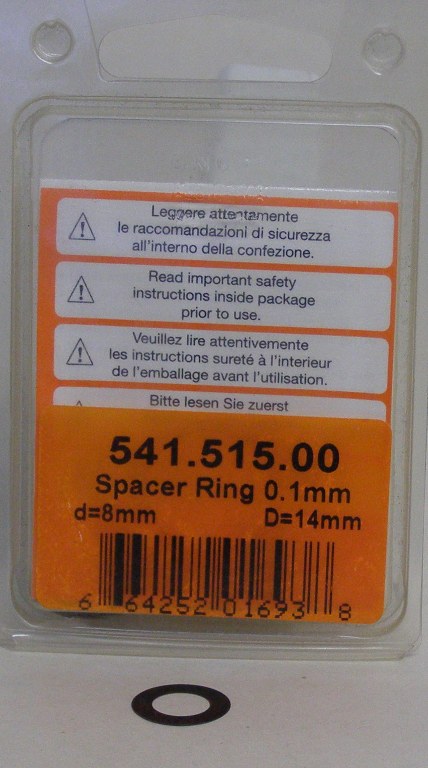 Leggere attentamente
le raccomandazioni di sicurezza
all'interno della confezione.
Read important safety
instructions inside package
prior to use.
Veuillez lire attentivemente
les instructions sureté à l'interieur
de l'emballage avant l'utilisation.
Bitte lesen Sie zuerst
541.515.00
Spacer Ring 0.1mm
d=8mm D=14mm
6 64252 01693 8